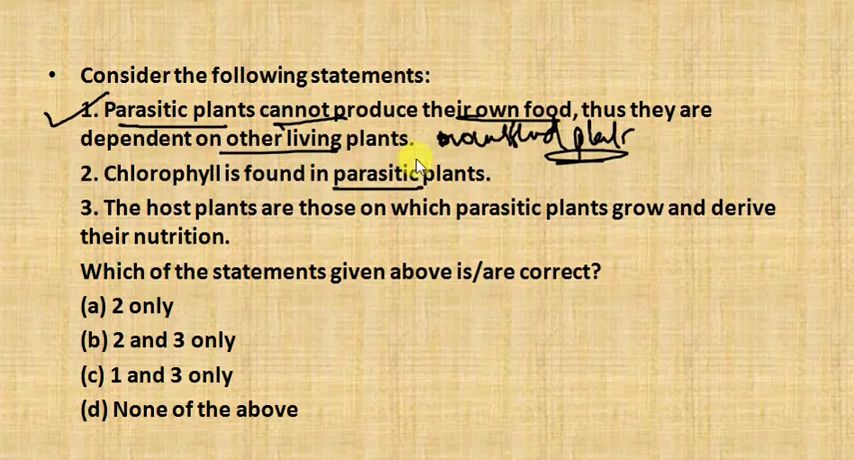 • Consider the following statements:
1. Parasitic plants cannot produce their own food, thus they are
dependent on other living plants. plants
2. Chlorophyll is found in parasitic plants.
3. The host plants are those on which parasitic plants grow and derive
their nutrition.
Which of the statements given above is/are correct?
(a) 2 only
(b) 2 and 3 only
(c) 1 and 3 only
(d) None of the above